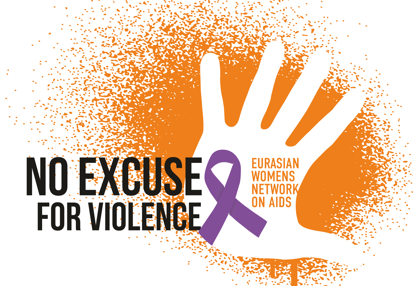 NO EXCUSE
FOR VIOLENCE
EURASIAN
WOMENS
NETWORK
ON AIDS